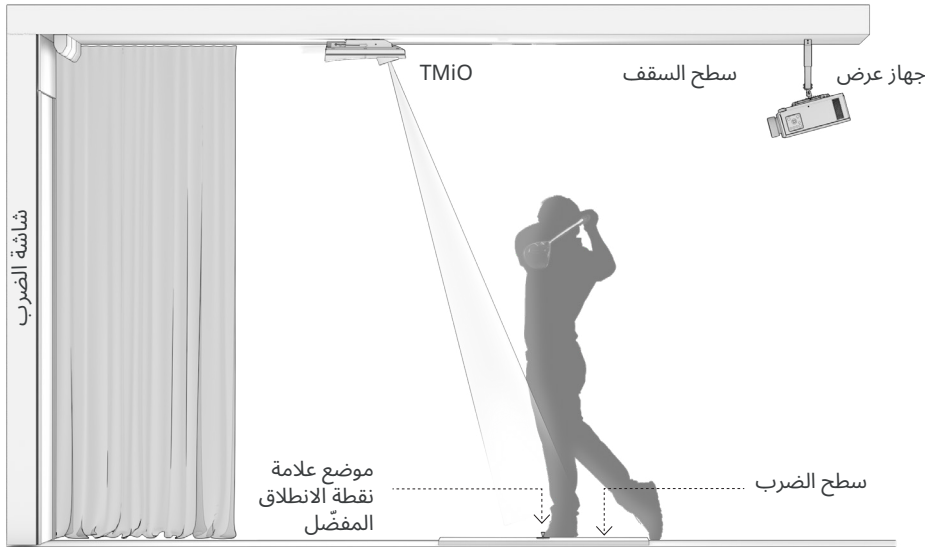 جهاز عرض
سطح السقف
TMiO
شاشة الضرب
موضع علامة
نقطة الانطلاق
المفضّل
سطح الضرب